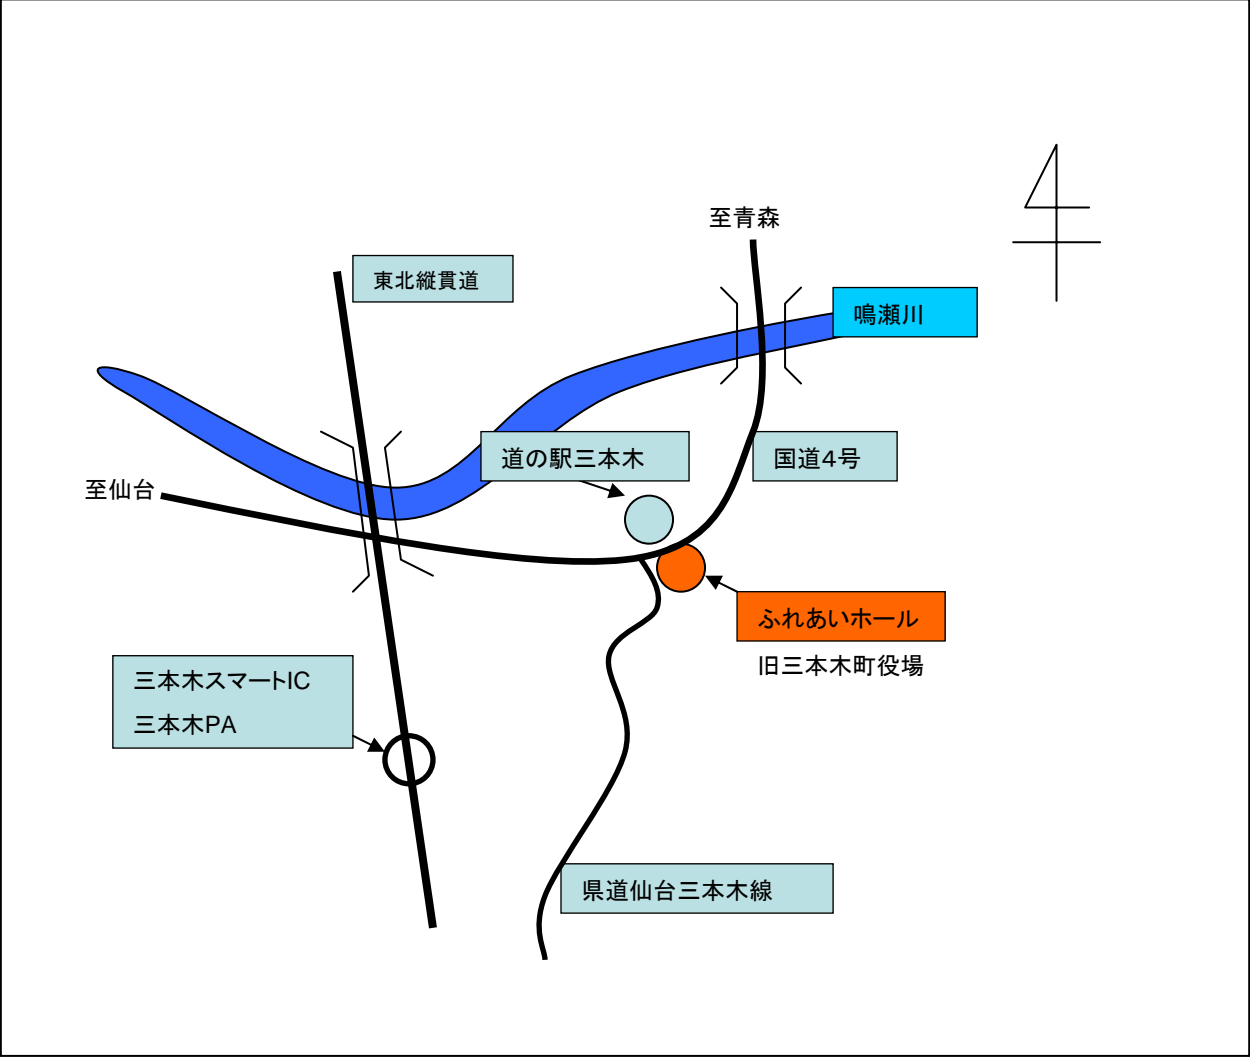 至青森
東北縦貫道
鳴瀬川
道の駅三本木
国道4号
至仙台
ふれあいホール
旧三本木町役場
三本木スマートIC
三本木PA
県道仙台三本木線